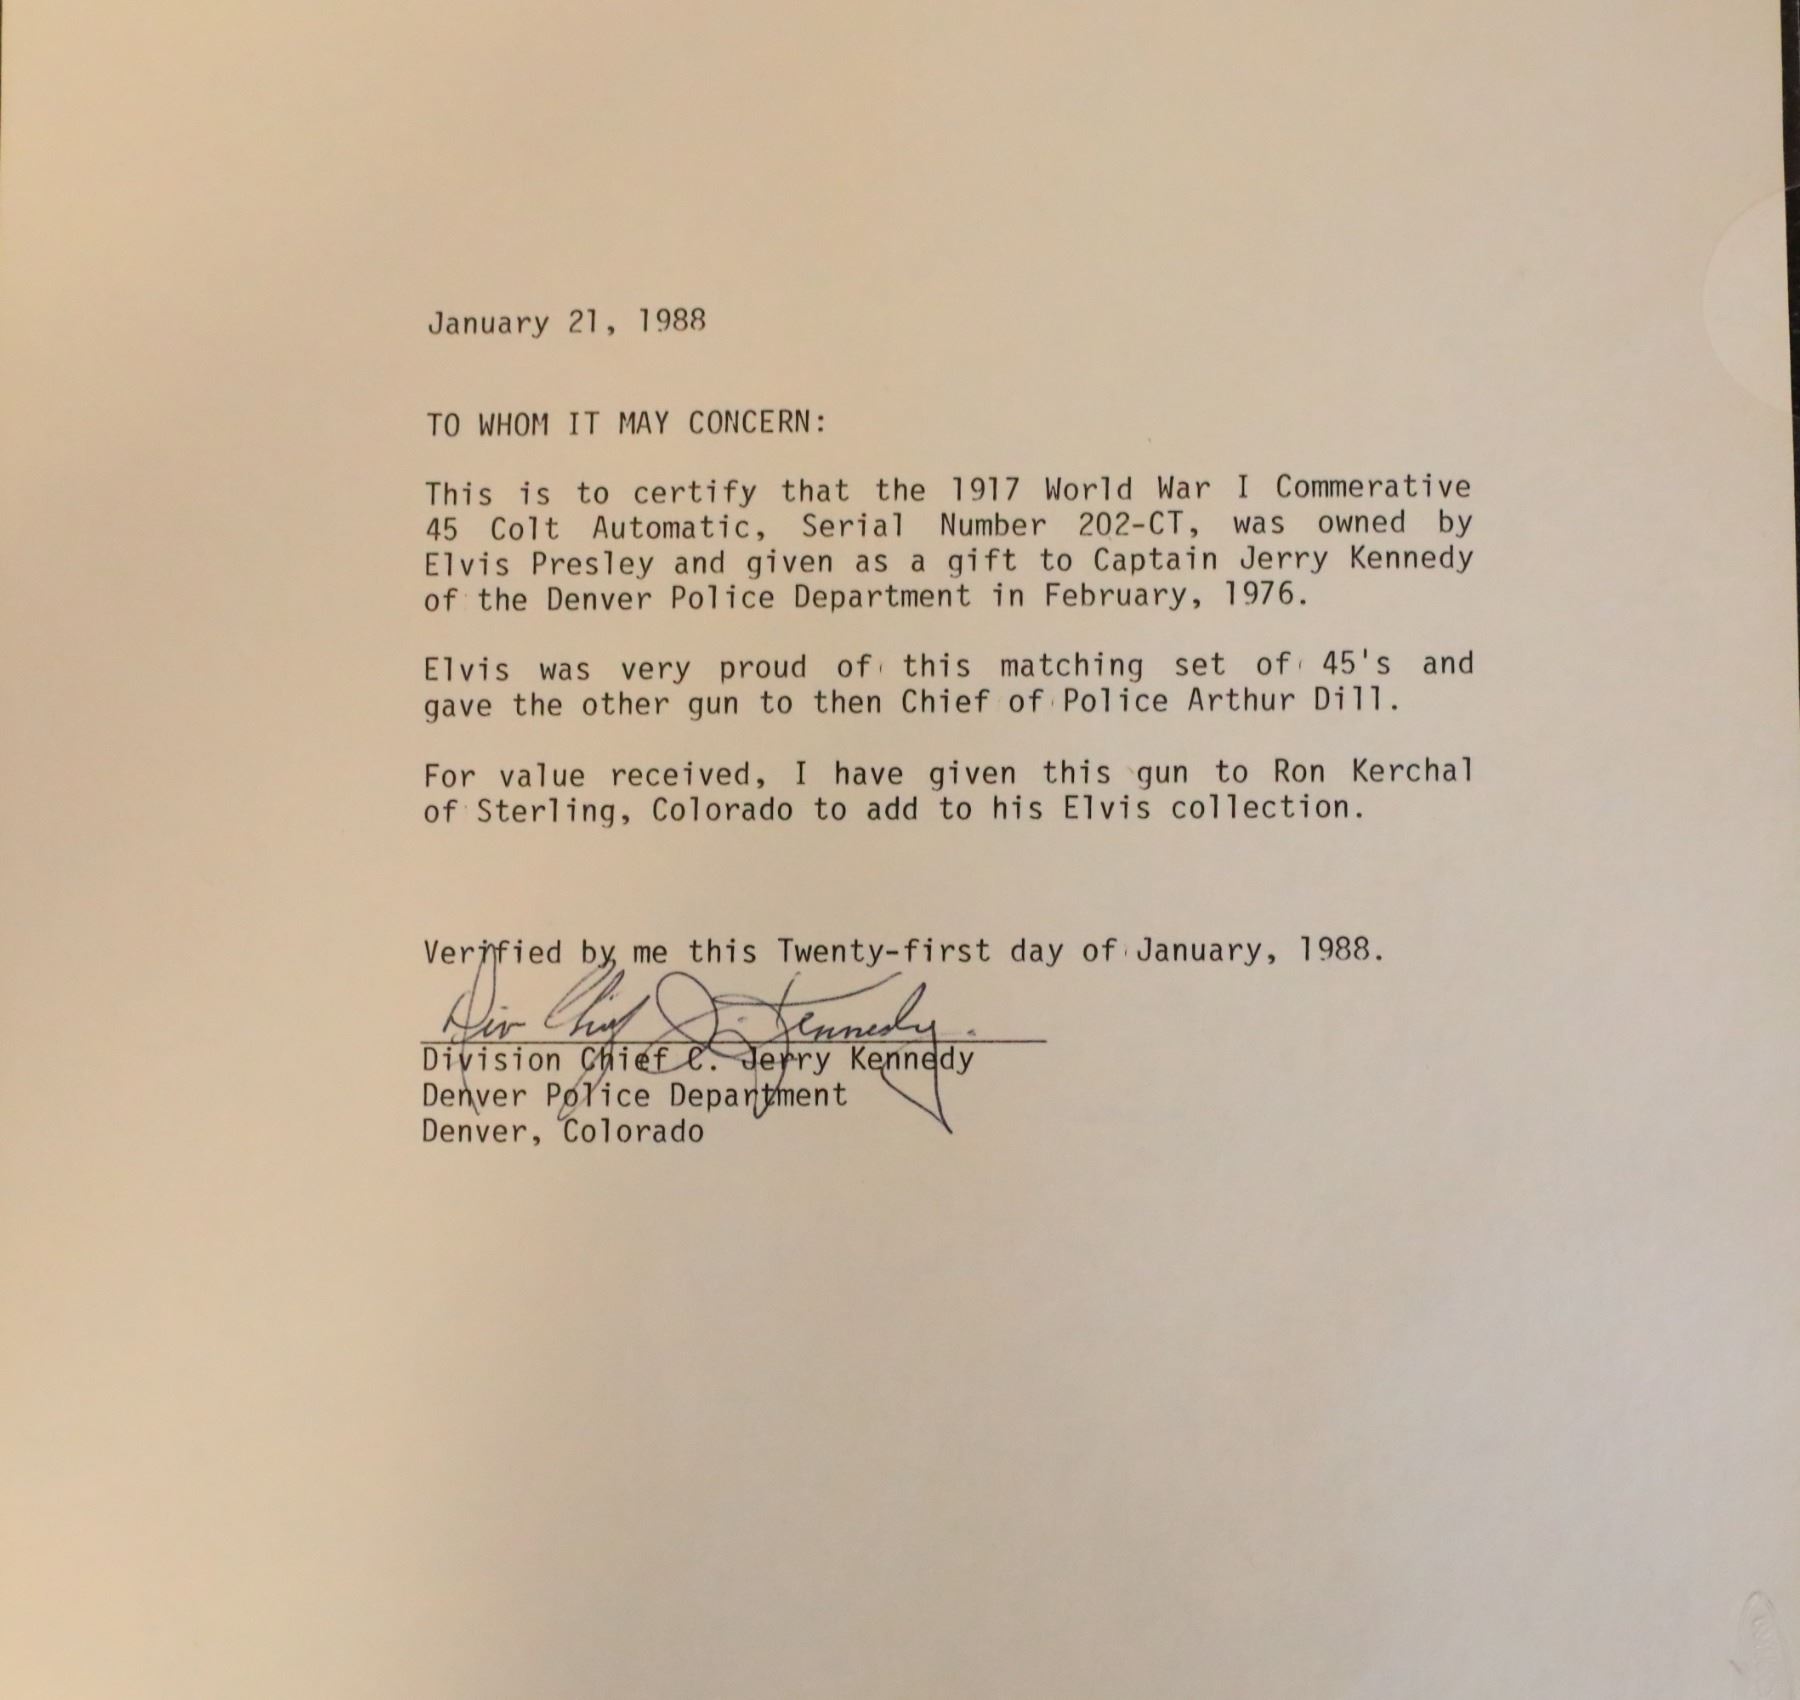 January 21, 1988
TO WHOM IT MAY CONCERN:
This is to certify that the 1917 World War I Commerative
45 Colt Automatic, Serial Number 202-CT, was owned by
Elvis Presley and given as a gift to Captain Jerry Kennedy
of the Denver Police Department in February, 1976.
Elvis was very proud of this matching set of 45's and
gave the other gun to then Chief of Police Arthur Dill.
For value received, I have given this gun to Ron Kerchal
of Sterling, Colorado to add to his Elvis collection.
Verified by me this Twenty-first day of January, 1988.
Div Chief J. Kennedy
Division Chief C. Jerry Kennedy
Denver Police Department
Denver, Colorado